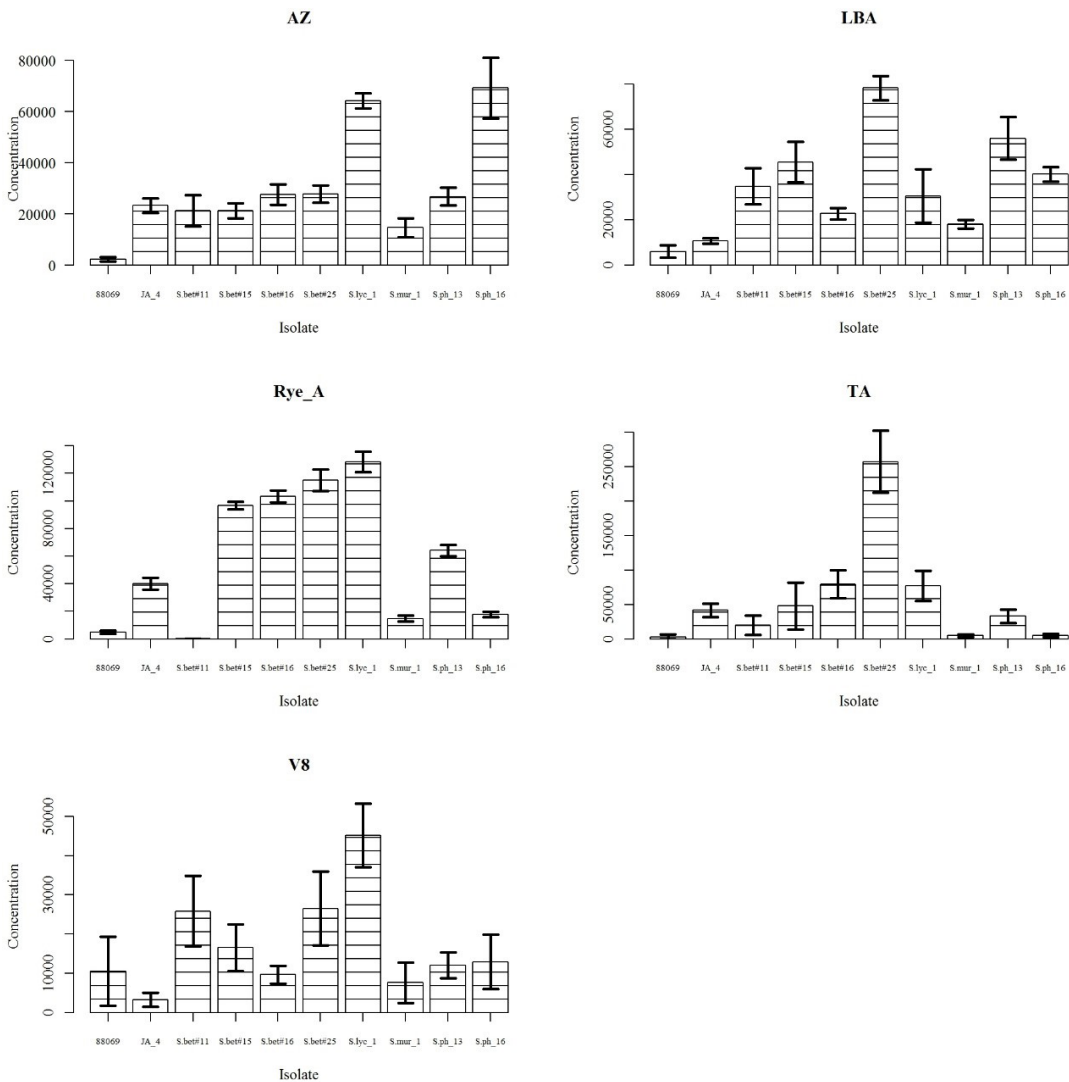 AZ
Concentration
80000
60000
40000
20000
0
88069 JA_4 S.bet#11 S.bet#15 S.bet#16 S.bet#25 S.lyc_1 S.mur_1 S.ph_13 S.ph_16
Isolate
LBA
Concentration
60000
20000
0
88069 JA_4 S.bet#11 S.bet#15 S.bet#16 S.bet#25 S.lyc_1 S.mur_1 S.ph_13 S.ph_16
Isolate
Rye_A
Concentration
120000
80000
40000
0
88069 JA_4 S.bet#11 S.bet#15 S.bet#16 S.bet#25 S.lyc_1 S.mur_1 S.ph_13 S.ph_16
Isolate
TA
Concentration
250000
150000
50000
0
88069 JA_4 S.bet#11 S.bet#15 S.bet#16 S.bet#25 S.lyc_1 S.mur_1 S.ph_13 S.ph_16
Isolate
V8
Concentration
50000
30000
10000
0
88069 JA_4 S.bet#11 S.bet#15 S.bet#16 S.bet#25 S.lyc_1 S.mur_1 S.ph_13 S.ph_16
Isolate